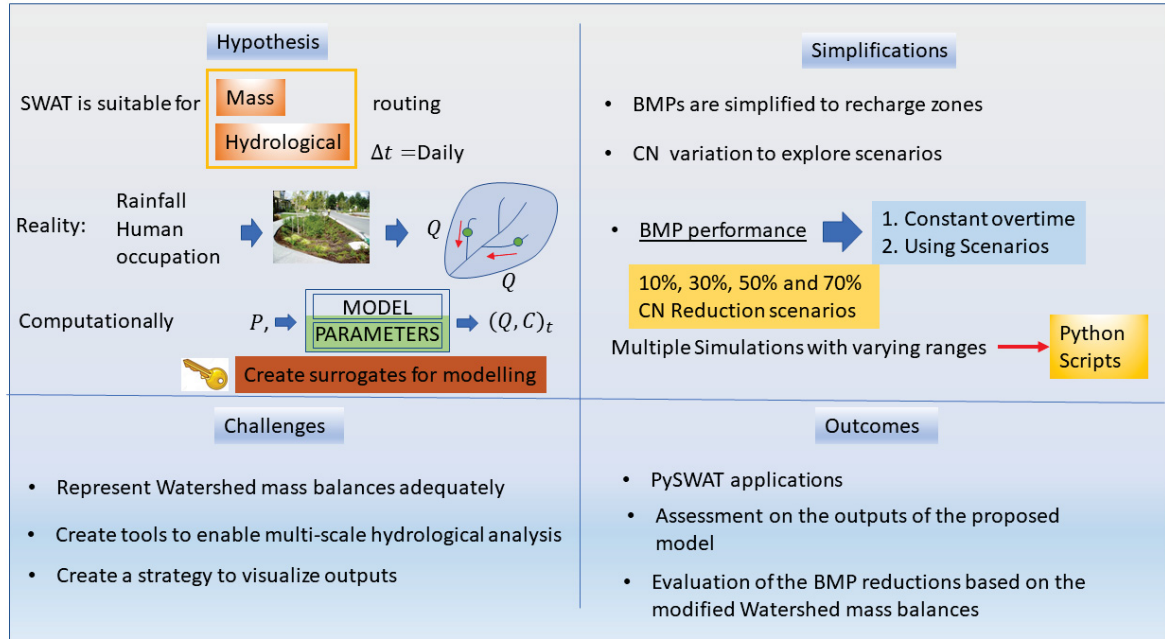 Hypothesis
SWAT is suitable for
Mass
Hydrological
routing
Δt =Daily
Reality:
Rainfall
Human
occupation
Q
Q
Computationally
P,
MODEL
PARAMETERS
(Q, C)t
Create surrogates for modelling
Simplifications
• BMPs are simplified to recharge zones
• CN variation to explore scenarios
• BMP performance
1. Constant overtime
2. Using Scenarios
10%, 30%, 50% and 70%
CN Reduction scenarios
Multiple Simulations with varying ranges
Python
Scripts
Challenges
• Represent Watershed mass balances adequately
• Create tools to enable multi-scale hydrological analysis
• Create a strategy to visualize outputs
Outcomes
• PySWAT applications
• Assessment on the outputs of the proposed
model
• Evaluation of the BMP reductions based on the
modified Watershed mass balances